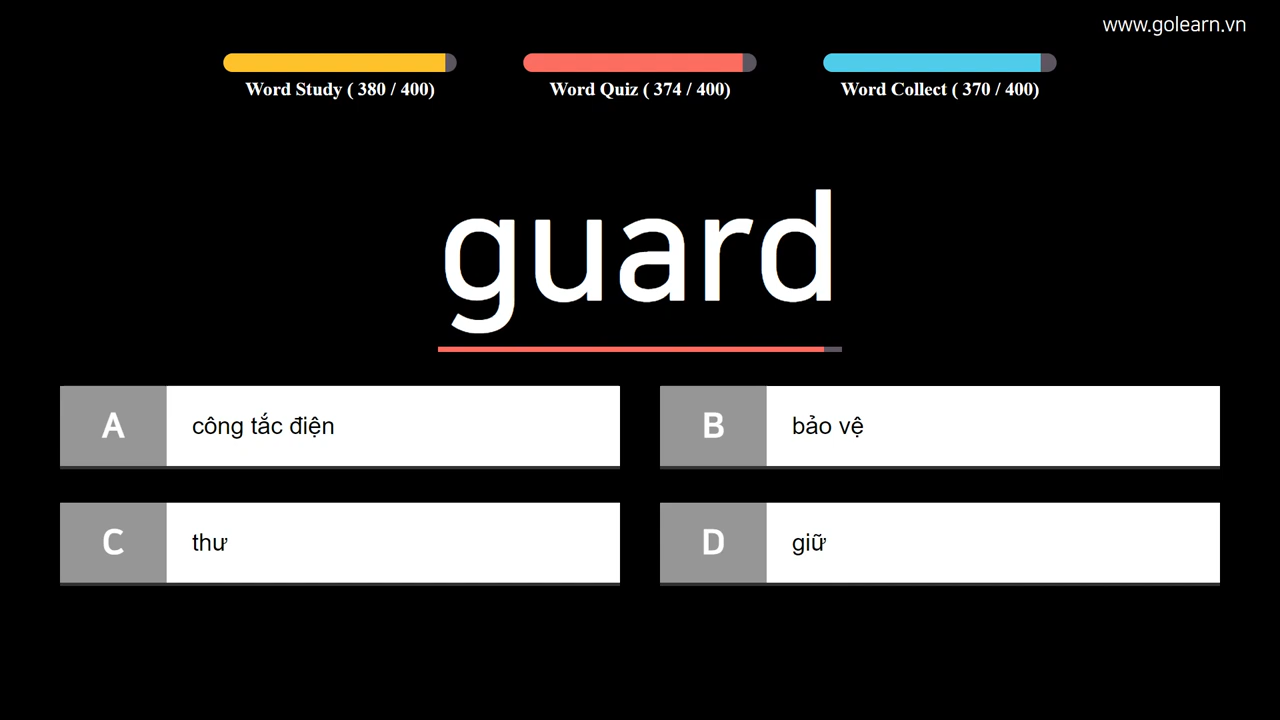 www.golearn.vn
Word Study ( 380 / 400)
Word Quiz ( 374 / 400)
Word Collect ( 370 / 400)
guard
A công tắc điện
B bảo vệ
C thư
D giữ